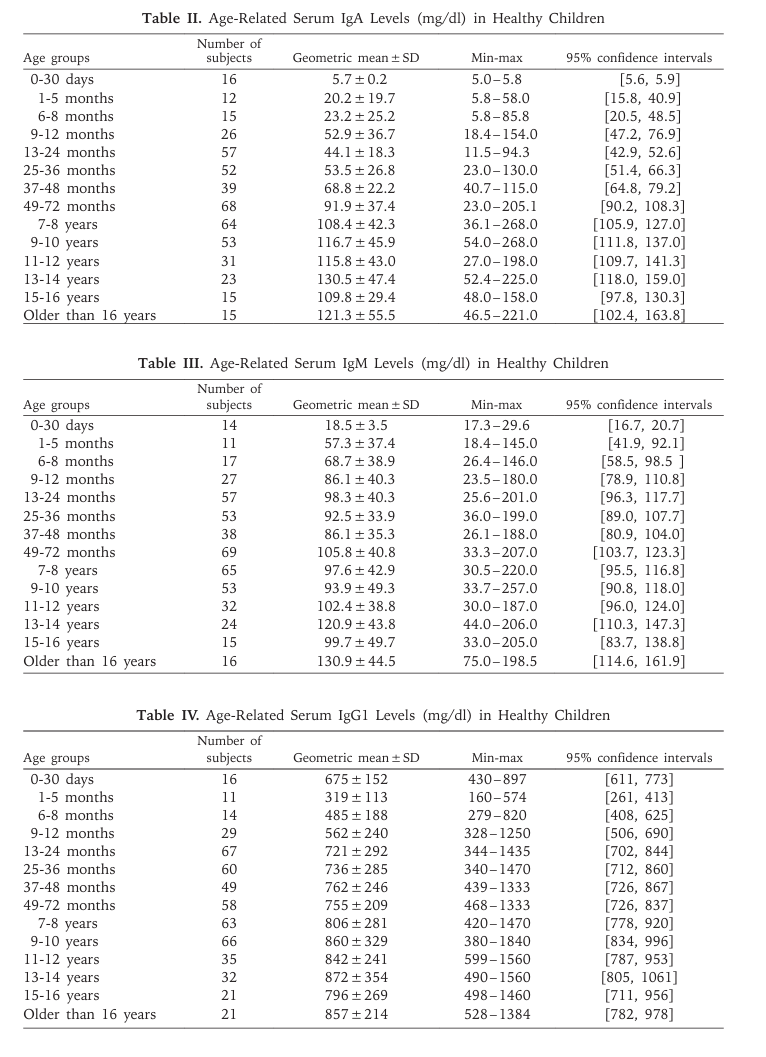 Table II. Age-Related Serum IgA Levels (mg/dl) in Healthy Children
Number of
Age groups subjects Geometric mean ± SD Min-max 95% confidence intervals
0-30 days 16 5.7 ± 0.2 5.0–5.8 [5.6, 5.9]
1-5 months 12 20.2 ± 19.7 5.8–58.0 [15.8, 40.9]
6-8 months 15 23.2 ± 25.2 5.8–85.8 [20.5, 48.5]
9-12 months 26 52.9 ± 36.7 18.4–154.0 [47.2, 76.9]
13-24 months 57 44.1 ± 18.3 11.5–94.3 [42.9, 52.6]
25-36 months 52 53.5 ± 26.8 23.0–130.0 [51.4, 66.3]
37-48 months 39 68.8 ± 22.2 40.7–115.0 [64.8, 79.2]
49-72 months 68 91.9 ± 37.4 23.0–205.1 [90.2, 108.3]
7-8 years 64 108.4 ± 42.3 36.1–268.0 [105.9, 127.0]
9-10 years 53 116.7 ± 45.9 54.0–268.0 [111.8, 137.0]
11-12 years 31 115.8 ± 43.0 27.0–198.0 [109.7, 141.3]
13-14 years 23 130.5 ± 47.4 52.4–225.0 [118.0, 159.0]
15-16 years 15 109.8 ± 29.4 48.0–158.0 [97.8, 130.3]
Older than 16 years 15 121.3 ± 55.5 46.5–221.0 [102.4, 163.8]
Table III. Age-Related Serum IgM Levels (mg/dl) in Healthy Children
Number of
Age groups subjects Geometric mean ± SD Min-max 95% confidence intervals
0-30 days 14 18.5 ± 3.5 17.3–29.6 [16.7, 20.7]
1-5 months 11 57.3 ± 37.4 18.4–145.0 [41.9, 92.1]
6-8 months 17 68.7 ± 38.9 26.4–146.0 [58.5, 98.5 ]
9-12 months 27 86.1 ± 40.3 23.5–180.0 [78.9, 110.8]
13-24 months 57 98.3 ± 40.3 25.6–201.0 [96.3, 117.7]
25-36 months 53 92.5 ± 33.9 36.0–199.0 [89.0, 107.7]
37-48 months 38 86.1 ± 35.3 26.1–188.0 [80.9, 104.0]
49-72 months 69 105.8 ± 40.8 33.3–207.0 [103.7, 123.3]
7-8 years 65 97.6 ± 42.9 30.5–220.0 [95.5, 116.8]
9-10 years 53 93.9 ± 49.3 33.7–257.0 [90.8, 118.0]
11-12 years 32 102.4 ± 38.8 30.0–187.0 [96.0, 124.0]
13-14 years 24 120.9 ± 43.8 44.0–206.0 [110.3, 147.3]
15-16 years 15 99.7 ± 49.7 33.0–205.0 [83.7, 138.8]
Older than 16 years 16 130.9 ± 44.5 75.0–198.5 [114.6, 161.9]
Table IV. Age-Related Serum IgG1 Levels (mg/dl) in Healthy Children
Number of
Age groups subjects Geometric mean ± SD Min-max 95% confidence intervals
0-30 days 16 675 ± 152 430–897 [611, 773]
1-5 months 11 319 ± 113 160–574 [261, 413]
6-8 months 14 485 ± 188 279–820 [408, 625]
9-12 months 29 562 ± 240 328–1250 [506, 690]
13-24 months 67 721 ± 292 344–1435 [702, 844]
25-36 months 60 736 ± 285 340–1470 [712, 860]
37-48 months 49 762 ± 246 439–1333 [726, 867]
49-72 months 58 755 ± 209 468–1333 [726, 837]
7-8 years 63 806 ± 281 420–1470 [778, 920]
9-10 years 66 860 ± 329 380–1840 [834, 996]
11-12 years 35 842 ± 241 599–1560 [787, 953]
13-14 years 32 872 ± 354 490–1560 [805, 1061]
15-16 years 21 796 ± 269 498–1460 [711, 956]
Older than 16 years 21 857 ± 214 528–1384 [782, 978]